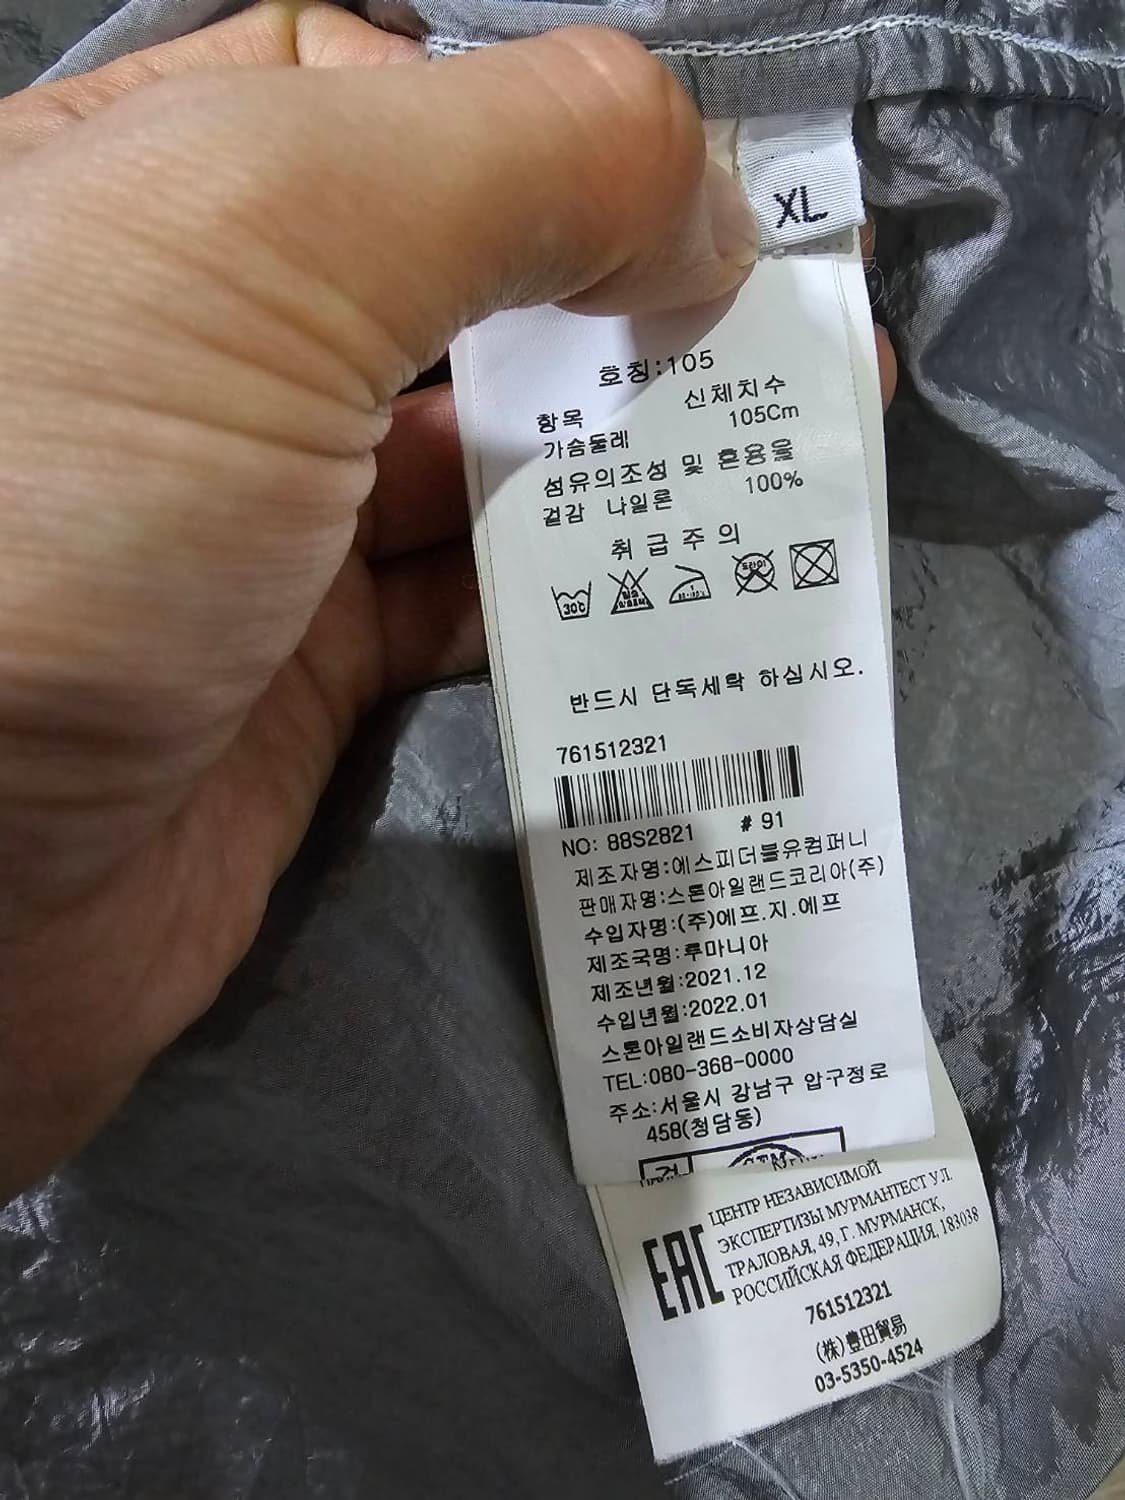 XL
호칭:105
항목 신체치수
가슴둘레 105Cm
섬유의조성 및 혼용율
겉감 나일론 100%
취급주의
30℃ 드라이
반드시 단독세탁 하십시오.
761512321
NO: 88S2821 # 91
제조자명:에스피더블유컴퍼니
판매자명:스톤아일랜드코리아(주)
수입자명:(주)에프.지.에프
제조국명:루마니아
제조년월:2021.12
수입년월:2022.01
스톤아일랜드소비자상담실
TEL:080-368-0000
주소:서울시 강남구 압구정로
458(청담동)
EAC
ЦЕНТР НЕЗАВИСИМОЙ
ЭКСПЕРТИЗЫ МУРМАНТЕСТ УЛ.
ТРАЛОВАЯ, 49, Г. МУРМАНСК,
РОССИЙСКАЯ ФЕДЕРАЦИЯ, 183038
761512321
(株)豊田貿易
03-5350-4524